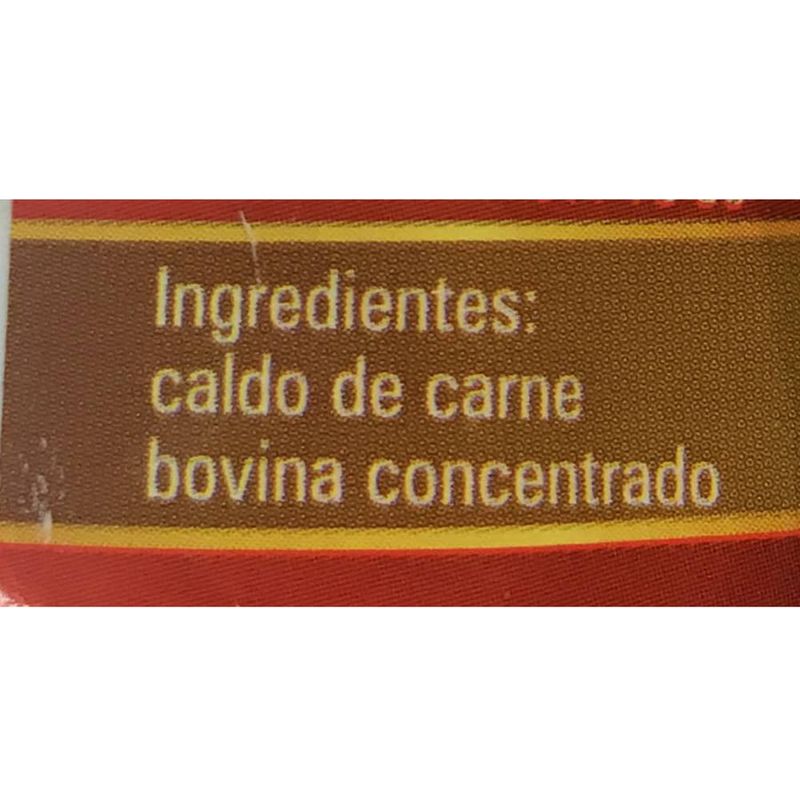 Ingredientes:
caldo de carne
bovina concentrado